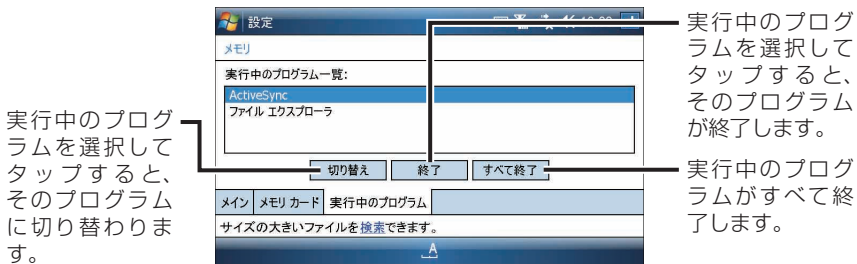 設定
メモリ
実行中のプログラム一覧:
ActiveSync
ファイル エクスプローラ
切り替え 終了 すべて終了
メイン メモリ カード 実行中のプログラム
サイズの大きいファイルを検索できます。
A
実行中のプログ
ラムを選択して
タップすると、
そのプログラム
に切り替わりま
す。
実行中のプログ
ラムを選択して
タップすると、
そのプログラム
が終了します。
実行中のプログ
ラムがすべて終
了します。